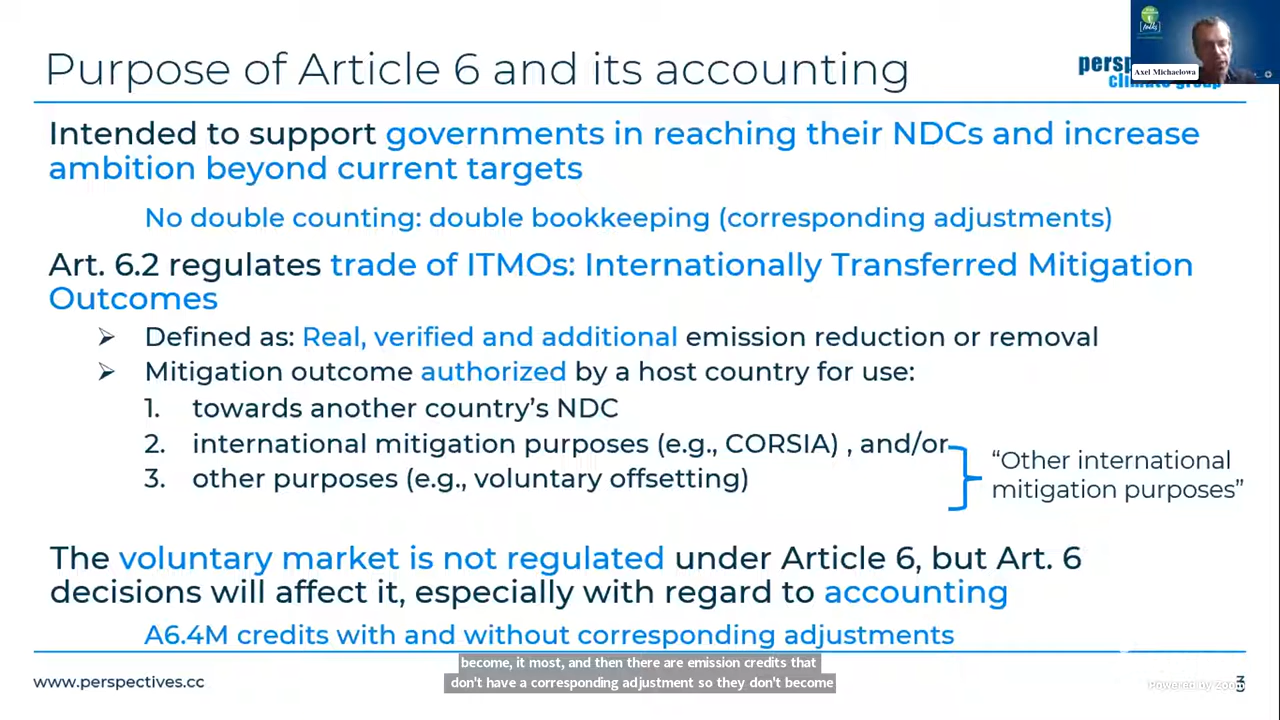 Purpose of Article 6 and its accounting
Axel Michaelowa
Intended to support governments in reaching their NDCs and increase
ambition beyond current targets
No double counting: double bookkeeping (corresponding adjustments)
Art. 6.2 regulates trade of ITMOs: Internationally Transferred Mitigation
Outcomes
➢ Defined as: Real, verified and additional emission reduction or removal
➢ Mitigation outcome authorized by a host country for use:
1. towards another country's NDC
2. international mitigation purposes (e.g., CORSIA) , and/or
3. other purposes (e.g., voluntary offsetting)
“Other international
mitigation purposes”
The voluntary market is not regulated under Article 6, but Art. 6
decisions will affect it, especially with regard to accounting
A6.4M credits with and without corresponding adjustments
become, it most, and then there are emission credits that
don't have a corresponding adjustment so they don't become
www.perspectives.cc
Powered by Zoom
3